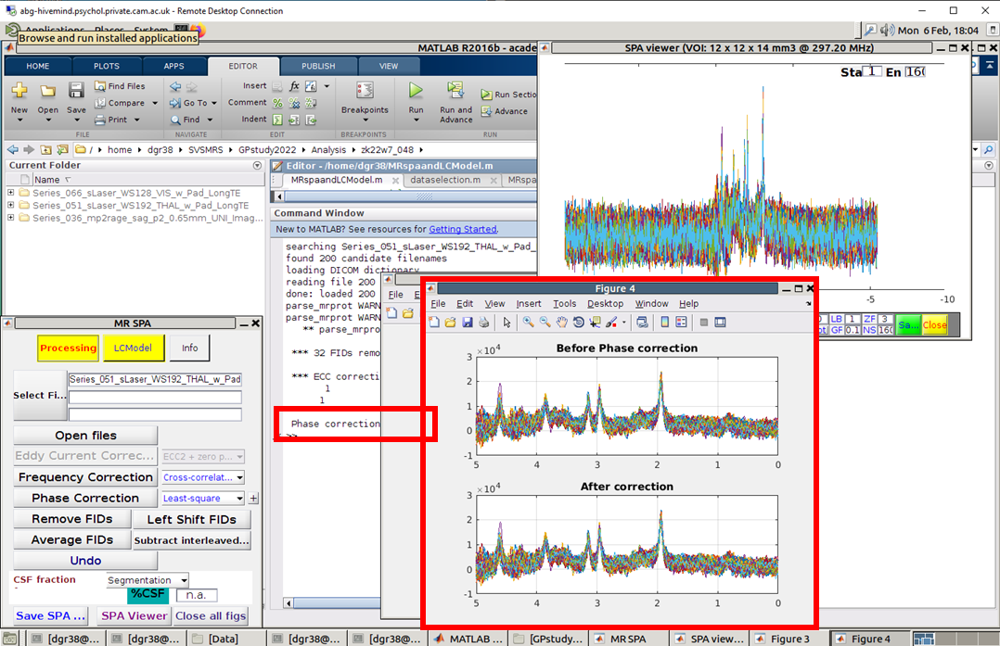 abg-hivemind.psychol.private.cam.ac.uk - Remote Desktop Connection
Applications Places System
Mon 6 Feb, 18:04
Browse and run installed applications
MATLAB R2016b - acade
HOME PLOTS APPS EDITOR PUBLISH VIEW
New Open Save
Find Files
Compare
Print
Go To
Find
Insert fx
Comment
Indent
Breakpoints
Run
Run and Advance
Run Sectio
Advance
FILE NAVIGATE EDIT BREAKPOINTS RUN
/ home dgr38 SVSMRS GPstudy2022 Analysis zk22w7_048
Current Folder
Name
Series_066_sLaser_WS128_VIS_w_Pad_LongTE
Series_051_sLaser_WS192_THAL_w_Pad_LongTE
Series_036_mp2rage_sag_p2_0.65mm_UNI_Imag...
Editor - /home/dgr38/MRspaandLCModel.m
MRspaandLCModel.m dataselection.m MRspa
Command Window
New to MATLAB? See resources for Getting Started.
searching Series_051_sLaser_WS192_THAL_w_Pad_
found 200 candidate filenames
loading DICOM dictionary
reading file 200
done: loaded 200
parse_mrprot WARN
parse_mrprot WARN
** parse_mrpro
*** 32 FIDs remo
*** ECC correcti
1
1
Phase correction
>>
File
SPA viewer (VOI: 12 x 12 x 14 mm3 @ 297.20 MHz)
Sta 1 En 160
-5 -10
LB 1 ZF 3
GF 0.1 NS 160
Sa... Close
Figure 4
File Edit View Insert Tools Desktop Window Help
Before Phase correction
×10^4
3
2
1
0
-1
5 4 3 2 1 0
After correction
×10^4
3
2
1
0
-1
5 4 3 2 1 0
MR SPA
Processing LCModel Info
Select Fi... Series_051_sLaser_WS192_THAL_w_Pad
Open files
Eddy Current Correc... ECC2 + zero p...
Frequency Correction Cross-correlat...
Phase Correction Least-square +
Remove FIDs Left Shift FIDs
Average FIDs Subtract interleaved...
Undo
CSF fraction Segmentation
%CSF n.a.
Save SPA ... SPA Viewer Close all figs
[dgr38@... [dgr38@... [Data] [dgr38@... [dgr38@... MATLAB ... [GPstudy... MR SPA SPA view... Figure 3 Figure 4